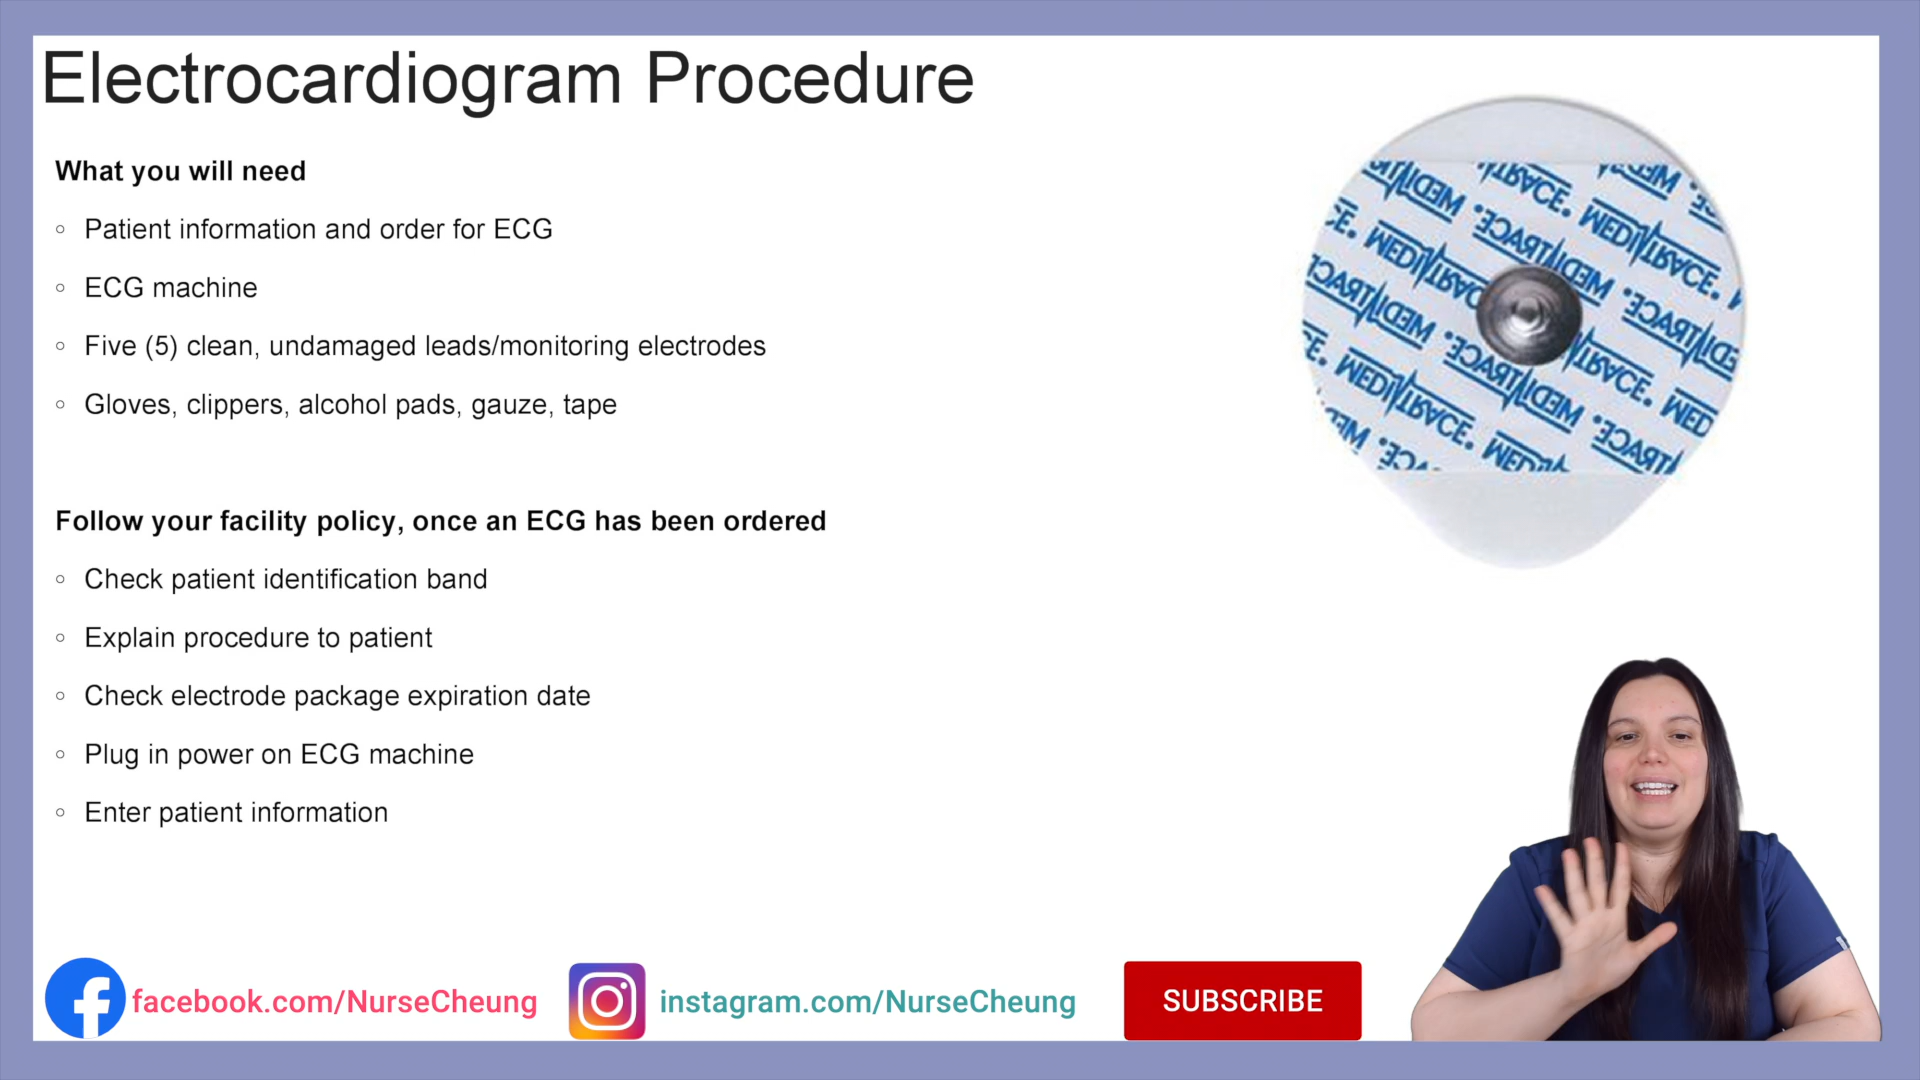 Electrocardiogram Procedure
What you will need
Patient information and order for ECG
ECG machine
Five (5) clean, undamaged leads/monitoring electrodes
Gloves, clippers, alcohol pads, gauze, tape
Follow your facility policy, once an ECG has been ordered
Check patient identification band
Explain procedure to patient
Check electrode package expiration date
Plug in power on ECG machine
Enter patient information
MEDITRACE.
facebook.com/NurseCheung
instagram.com/NurseCheung
SUBSCRIBE